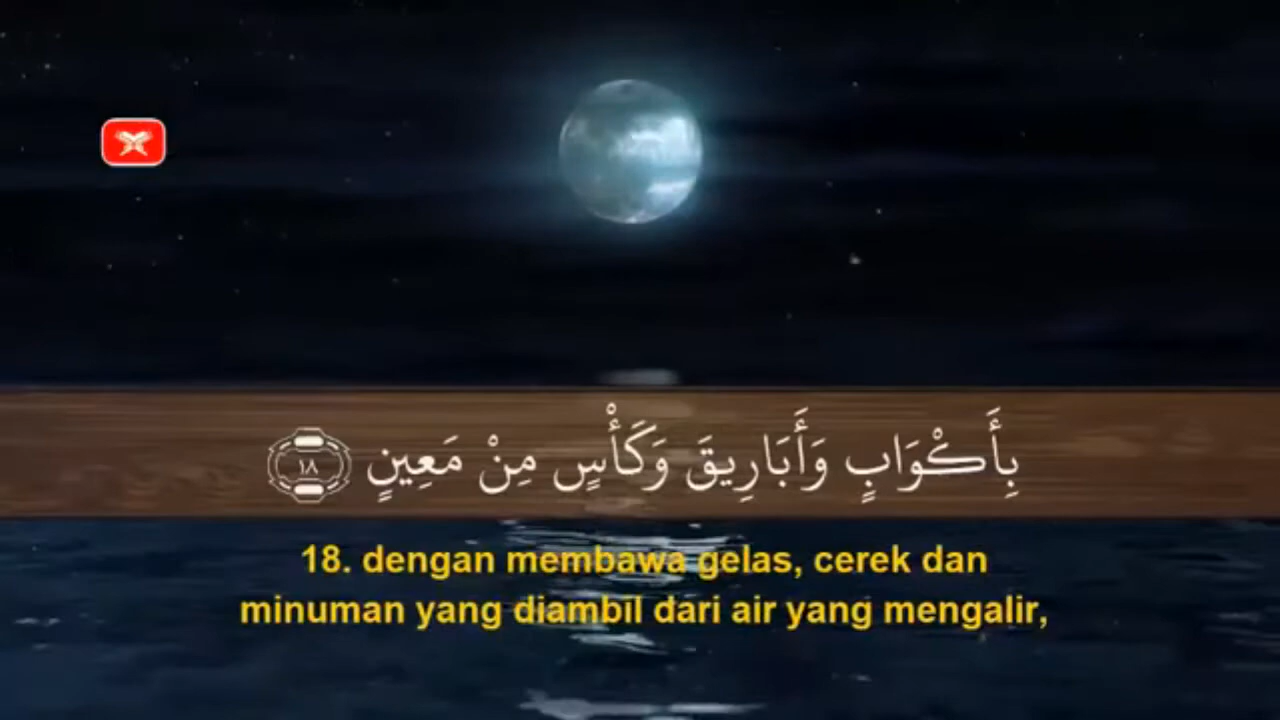 بِأَكْوَابٍ وَأَبَارِيقَ وَكَأْسٍ مِنْ مَعِينٍ ١٨
18. dengan membawa gelas, cerek dan
minuman yang diambil dari air yang mengalir,